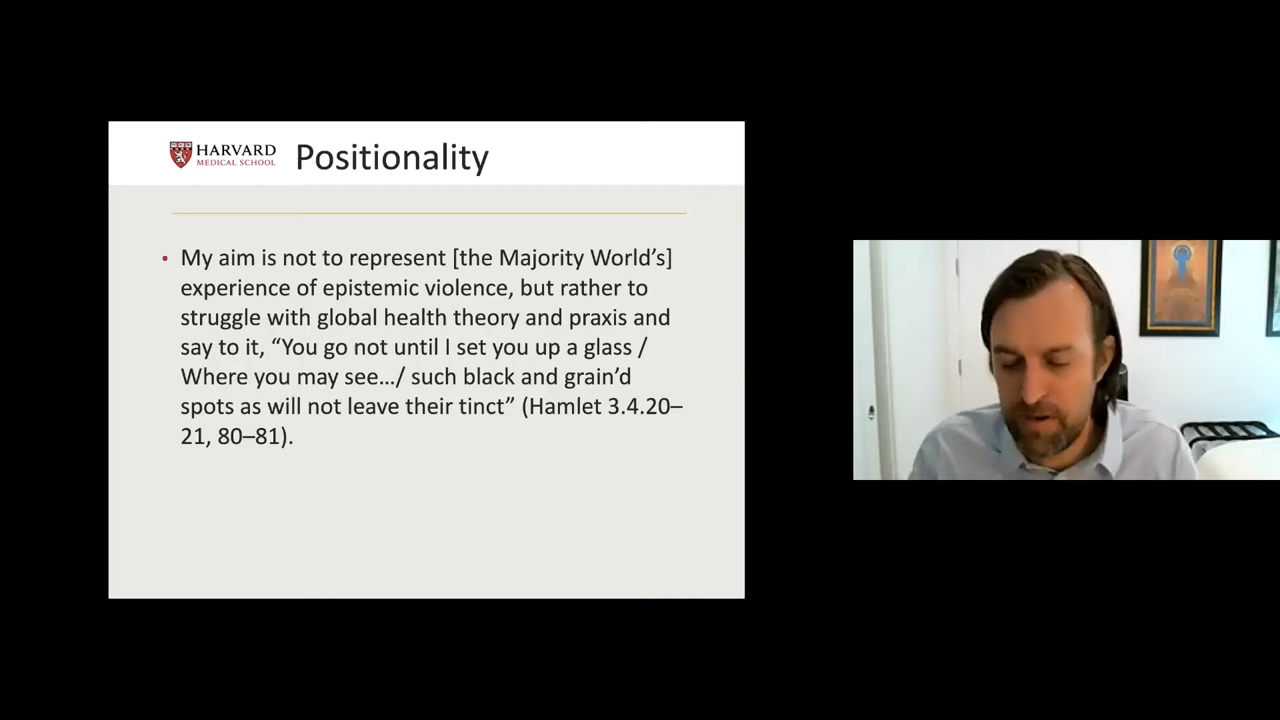 HARVARD
MEDICAL SCHOOL
Positionality
• My aim is not to represent [the Majority World’s]
experience of epistemic violence, but rather to
struggle with global health theory and praxis and
say to it, “You go not until I set you up a glass /
Where you may see…/ such black and grain’d
spots as will not leave their tinct” (Hamlet 3.4.20–
21, 80–81).